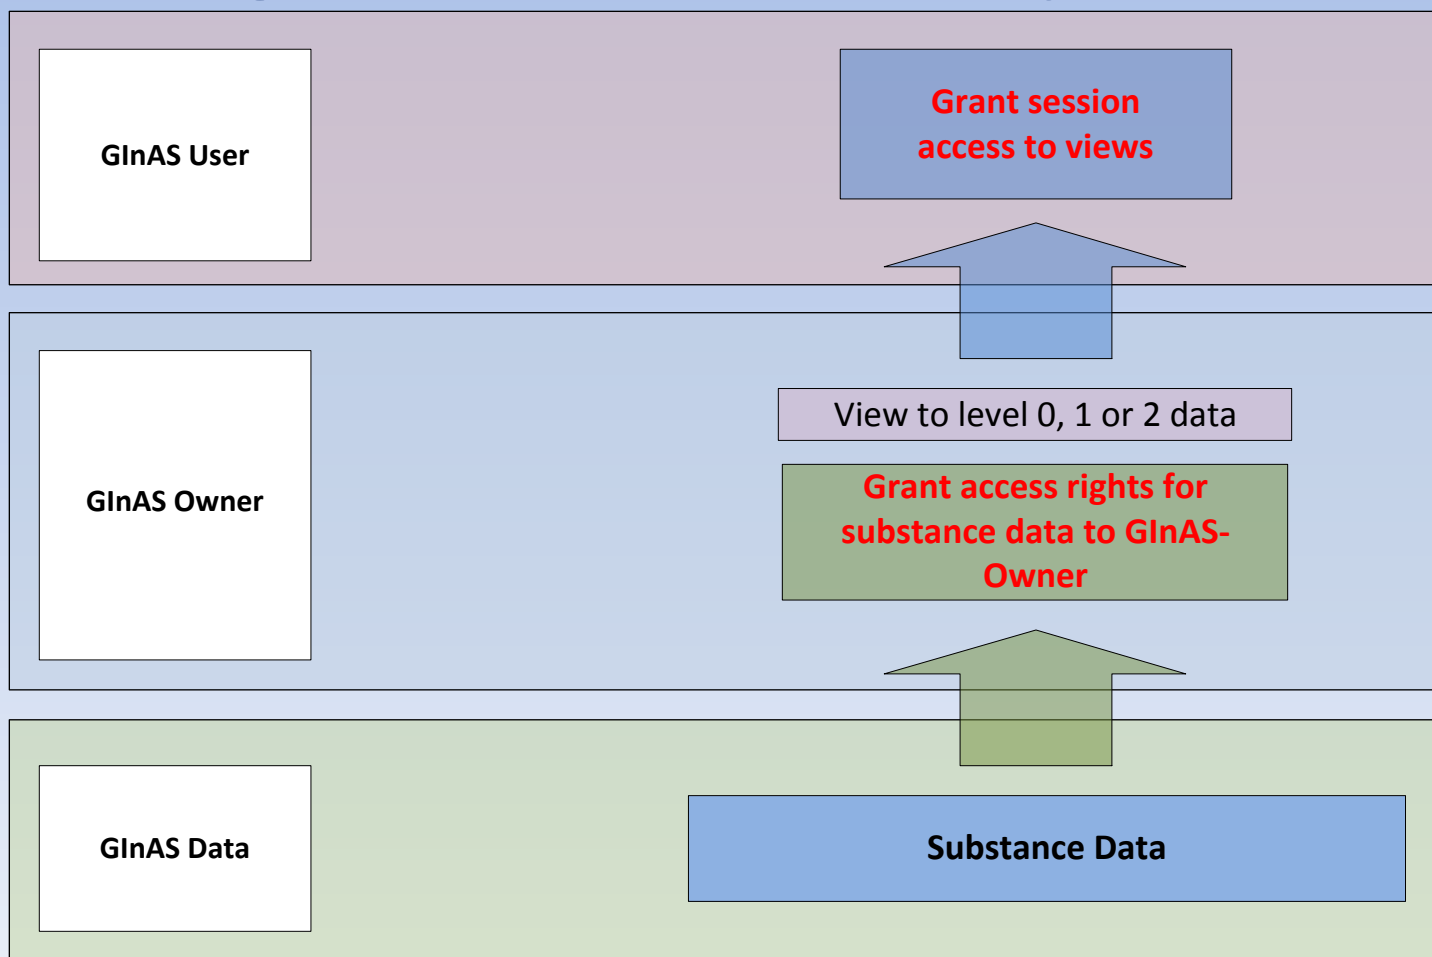 GInAS User
Grant session
access to views
GInAS Owner
View to level 0, 1 or 2 data
Grant access rights for
substance data to GInAS-
Owner
GInAS Data
Substance Data